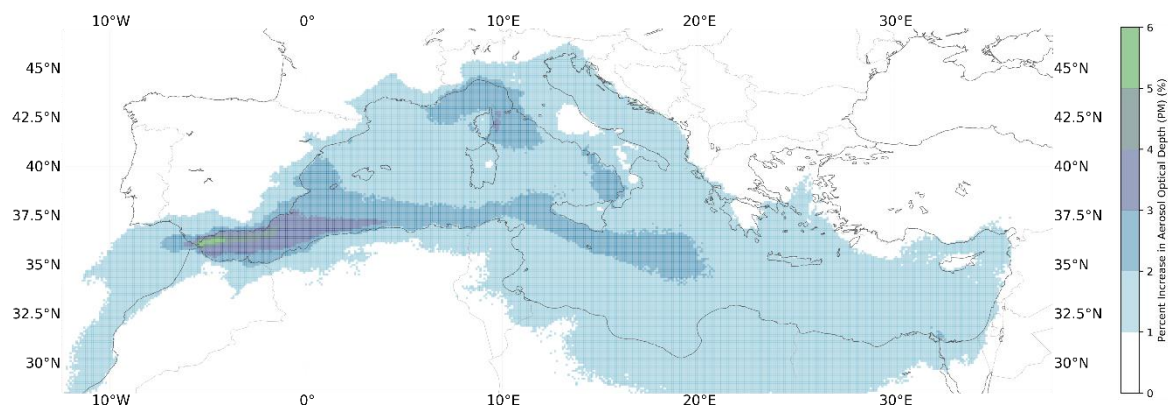 10°W 0° 10°E 20°E 30°E
45°N 45°N
42.5°N 42.5°N
40°N 40°N
37.5°N 37.5°N
35°N 35°N
32.5°N 32.5°N
30°N 30°N
10°W 0° 10°E 20°E 30°E
6
5
4
3
2
1
0
Percent Increase in Aerosol Optical Depth (PM) (%)